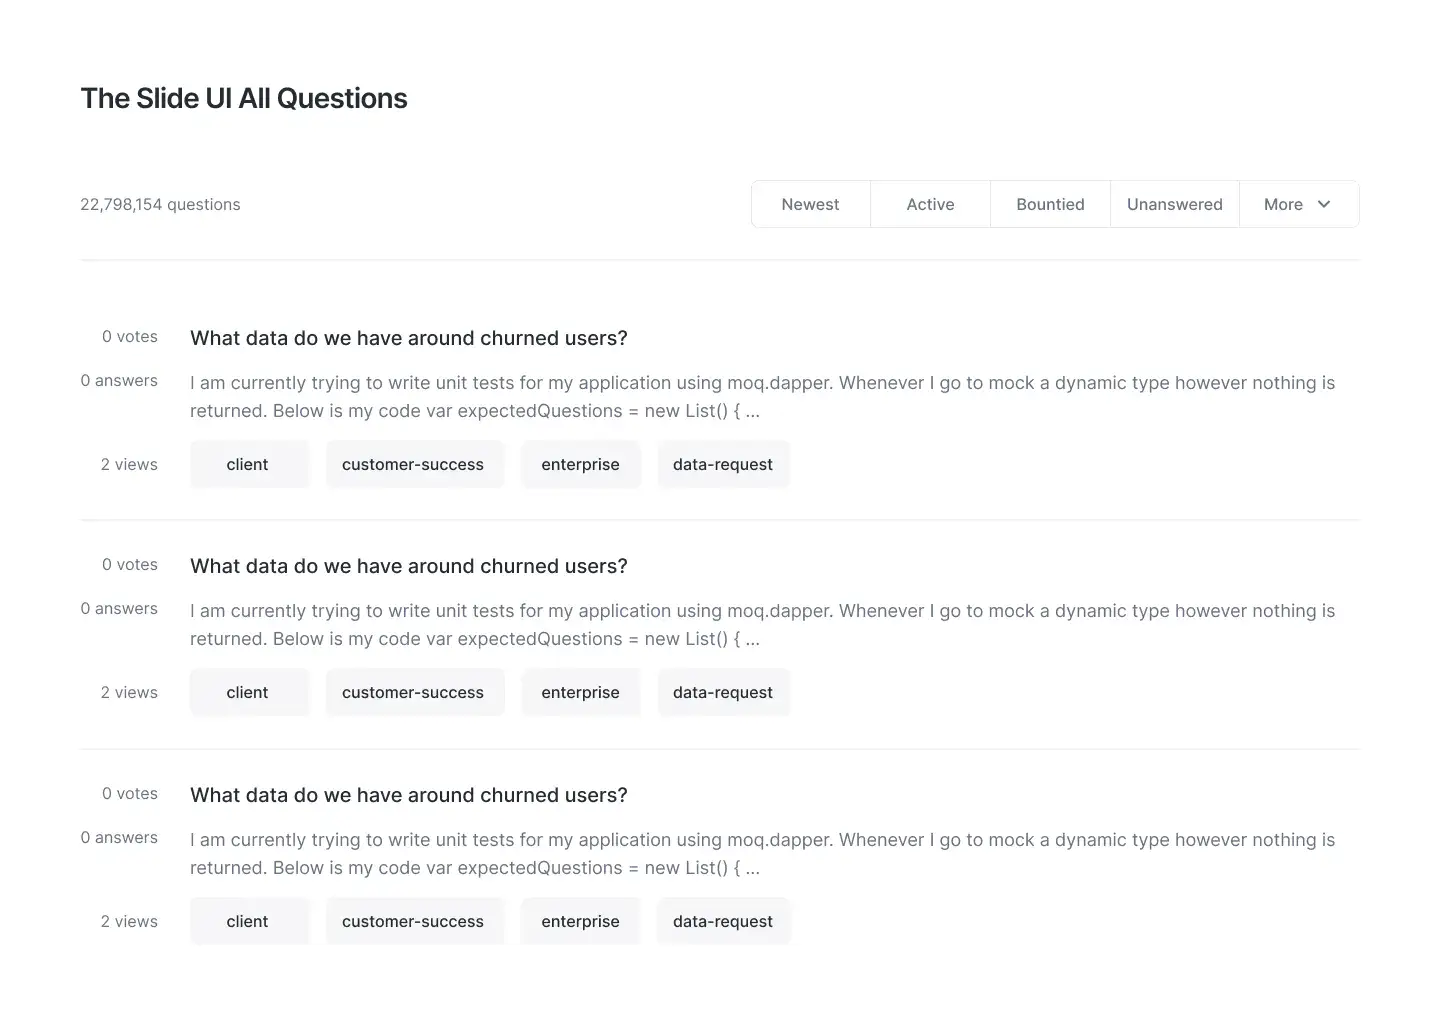 The Slide UI All Questions
22,798,154 questions
Newest
Active
Bountied
Unanswered
More
0 votes
What data do we have around churned users?
0 answers
I am currently trying to write unit tests for my application using moq.dapper. Whenever I go to mock a dynamic type however nothing is
returned. Below is my code var expectedQuestions = new List() { ...
2 views
client
customer-success
enterprise
data-request
0 votes
What data do we have around churned users?
0 answers
I am currently trying to write unit tests for my application using moq.dapper. Whenever I go to mock a dynamic type however nothing is
returned. Below is my code var expectedQuestions = new List() { ...
2 views
client
customer-success
enterprise
data-request
0 votes
What data do we have around churned users?
0 answers
I am currently trying to write unit tests for my application using moq.dapper. Whenever I go to mock a dynamic type however nothing is
returned. Below is my code var expectedQuestions = new List() { ...
2 views
client
customer-success
enterprise
data-request